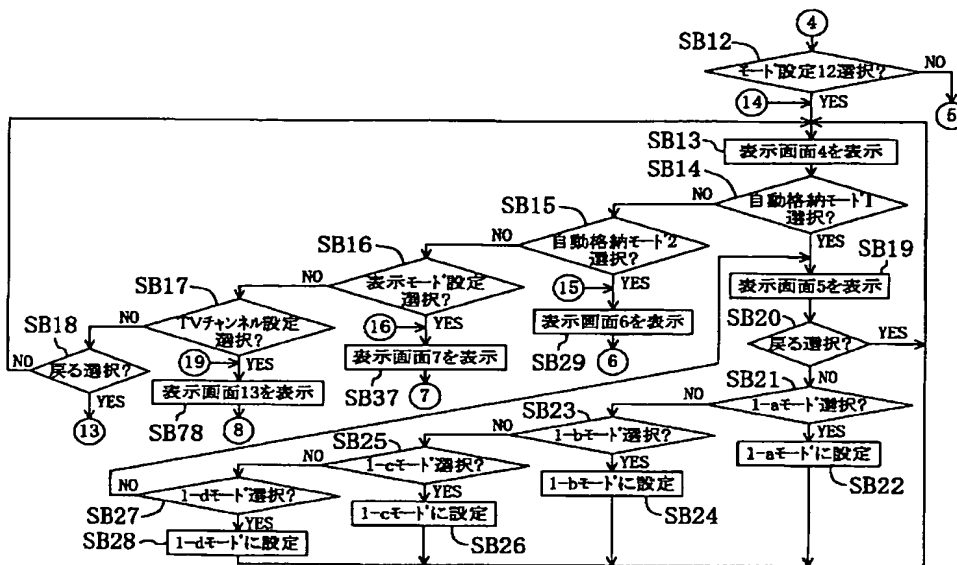 4
SB12
モード設定12選択?
NO
5
14
YES
SB13
表示画面4を表示
SB14
自動格納モード1
選択?
NO
YES
SB15
自動格納モード2
選択?
NO
YES
15
SB16
表示モード設定
選択?
NO
YES
16
SB17
TVチャンネル設定
選択?
NO
YES
19
SB18
戻る選択?
NO
YES
13
SB19
表示画面5を表示
表示画面6を表示
SB29
6
表示画面7を表示
SB37
7
表示画面13を表示
SB78
8
SB20
戻る選択?
YES
NO
SB21
1-aモード選択?
NO
YES
1-aモードに設定
SB22
SB23
1-bモード選択?
NO
YES
1-bモードに設定
SB24
SB25
1-cモード選択?
NO
YES
1-cモードに設定
SB26
1-dモード選択?
NO
SB27
YES
1-dモードに設定
SB28